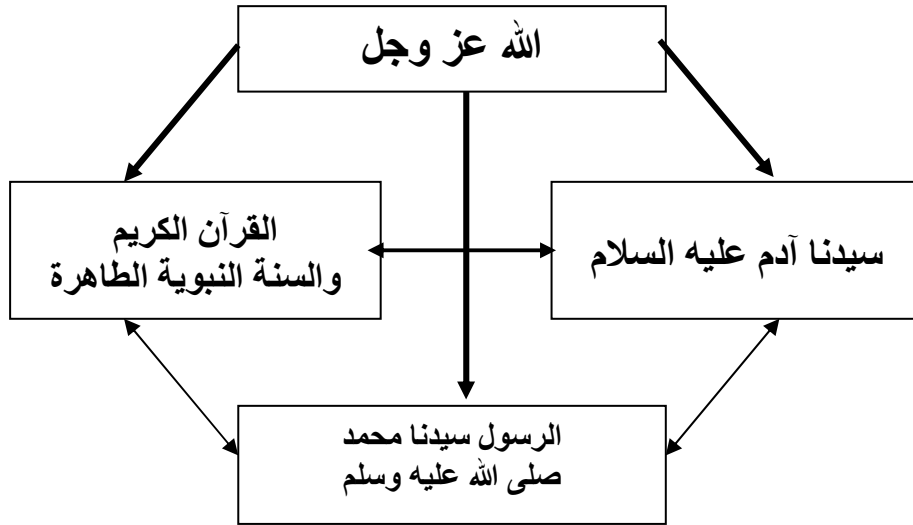 الله عز وجل
سيدنا آدم عليه السلام
القرآن الكريم
والسنة النبوية الطاهرة
الرسول سيدنا محمد
صلى الله عليه وسلم